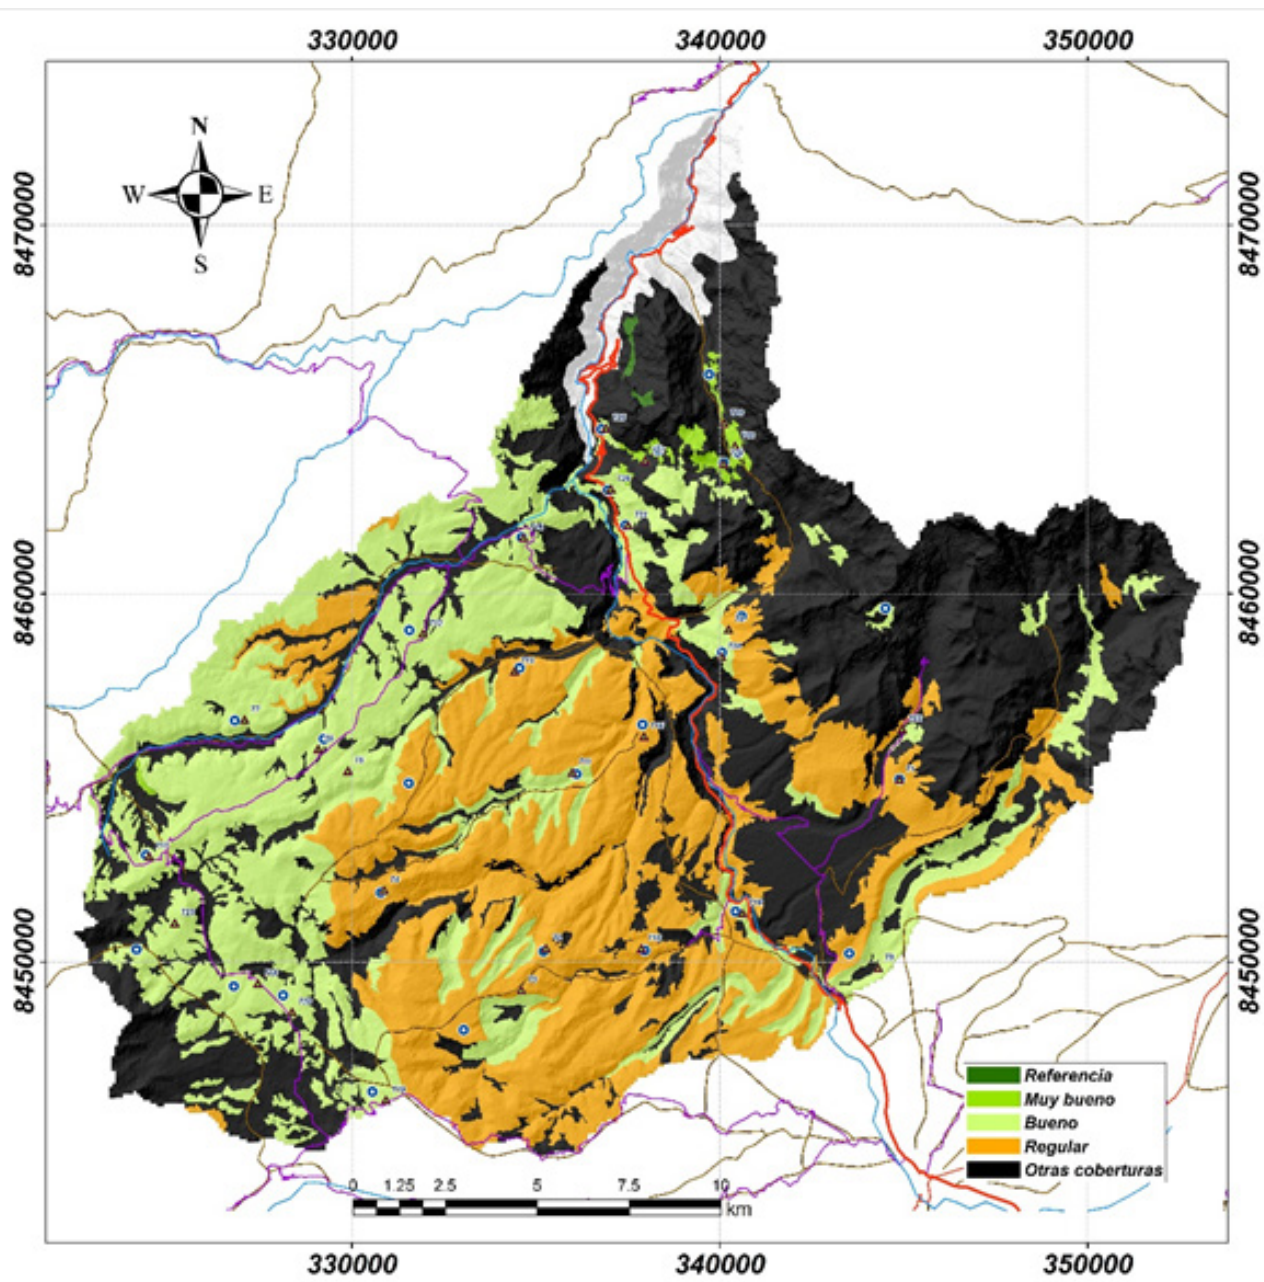 330000 340000 350000
N
W E
S
8470000 8470000
8460000 8460000
8450000 8450000
Referencia
Muy bueno
Bueno
Regular
Otras coberturas
0 1.25 2.5 5 7.5 10
km
330000 340000 350000